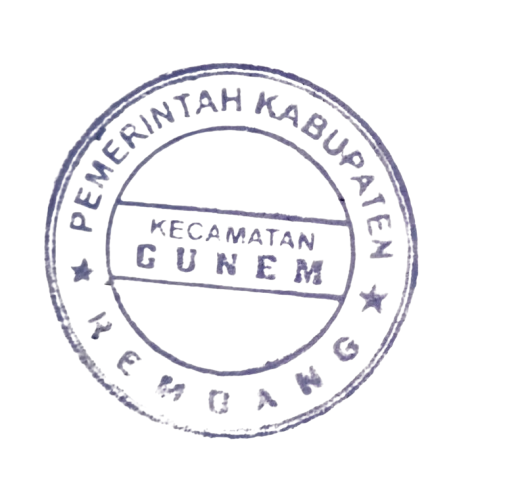 PEMERINTAH KABUPATEN
KECAMATAN
GUNEM
REMBANG